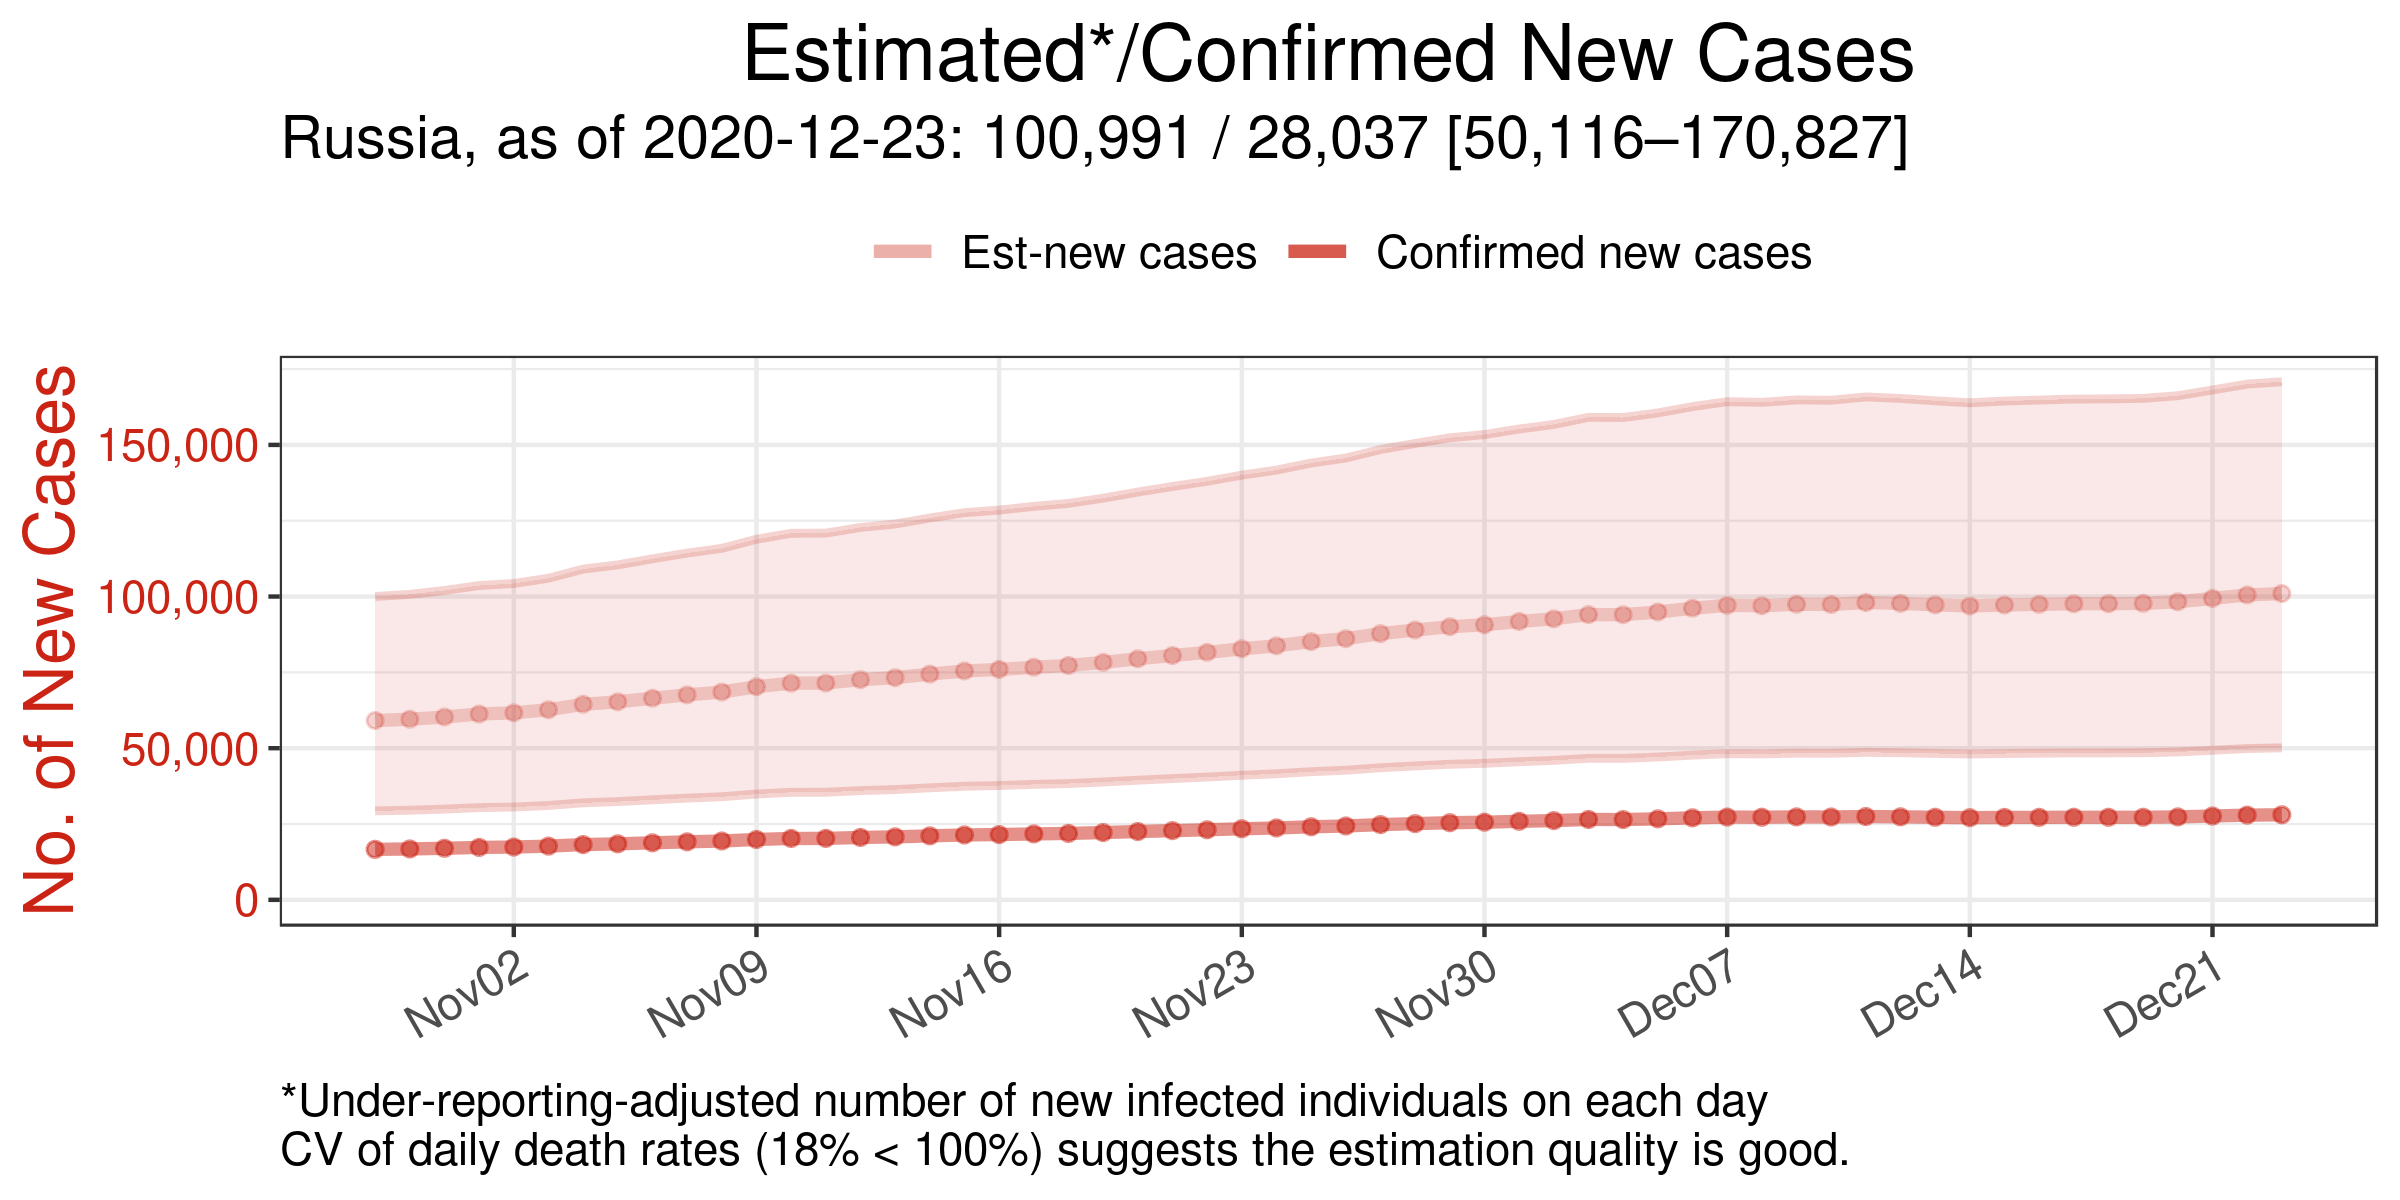 Estimated*/Confirmed New Cases
Russia, as of 2020-12-23: 100,991 / 28,037 [50,116–170,827]
Est-new cases
Confirmed new cases
No. of New Cases
150,000
100,000
50,000
0
Nov02
Nov09
Nov16
Nov23
Nov30
Dec07
Dec14
Dec21
*Under-reporting-adjusted number of new infected individuals on each day
CV of daily death rates (18% < 100%) suggests the estimation quality is good.